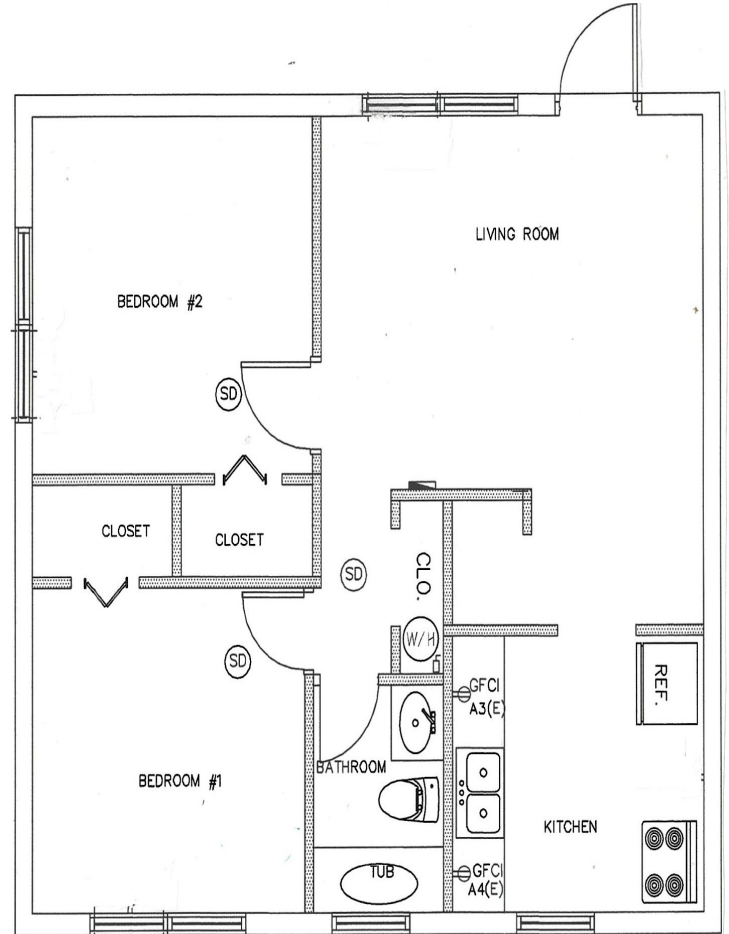 LIVING ROOM
BEDROOM #2
SD
CLOSET
CLOSET
SD
CLO.
W/H
SD
REF.
GFCI
A3(E)
BATHROOM
BEDROOM #1
KITCHEN
TUB
GFCI
A4(E)